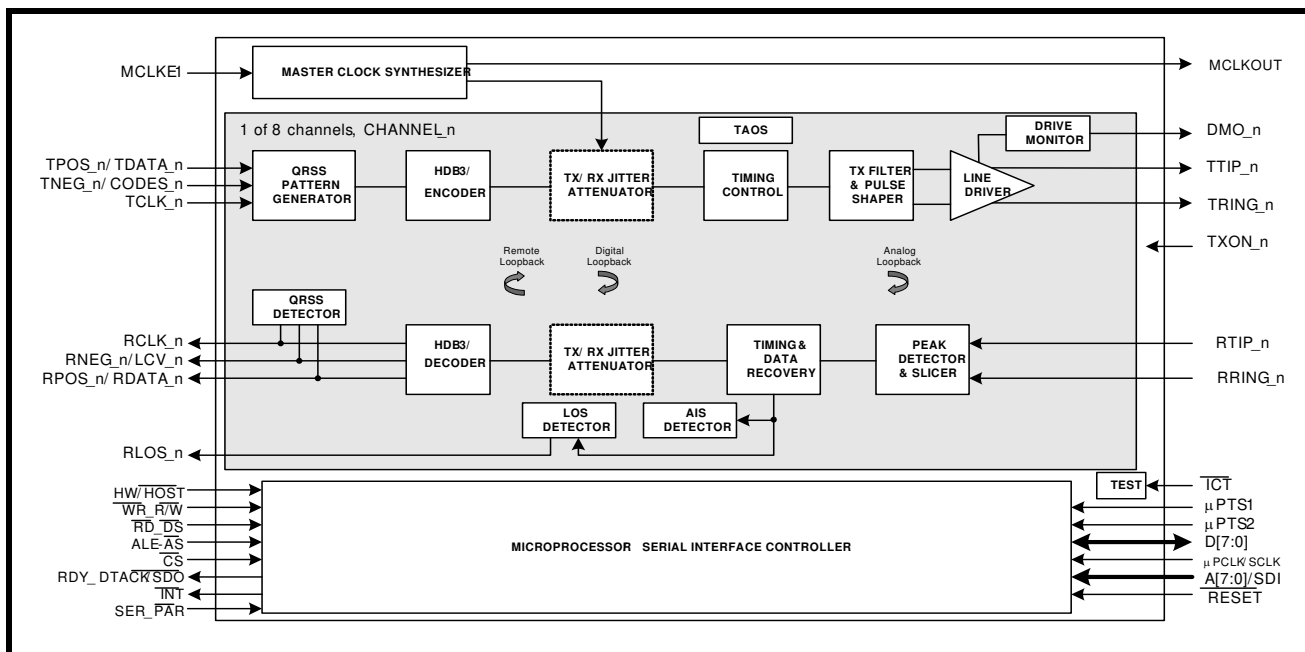 MCLKE1
MASTER CLOCK SYNTHESIZER
MCLKOUT
1 of 8 channels, CHANNEL_n
TAOS
DRIVE
MONITOR
DMO_n
TPOS_n/ TDATA_n
TNEG_n/ CODES_n
TCLK_n
QRSS
PATTERN
GENERATOR
HDB3/
ENCODER
TX/ RX JITTER
ATTENUATOR
TIMING
CONTROL
TX FILTER
& PULSE
SHAPER
LINE
DRIVER
TTIP_n
TRING_n
TXON_n
Remote
Loopback
Digital
Loopback
Analog
Loopback
QRSS
DETECTOR
RCLK_n
RNEG_n/ LCV_n
RPOS_n/ RDATA_n
HDB3/
DECODER
TX/ RX JITTER
ATTENUATOR
TIMING &
DATA
RECOVERY
PEAK
DETECTOR
& SLICER
RTIP_n
RRING_n
LOS
DETECTOR
AIS
DETECTOR
RLOS_n
TEST
ICT
HW/HOST
WR_R/W
RD_DS
ALE-AS
CS
RDY_DTACK/SDO
INT
SER_PAR
MICROPROCESSOR SERIAL INTERFACE CONTROLLER
µPTS1
µPTS2
D[7:0]
µPCLK/SCLK
A[7:0]/SDI
RESET